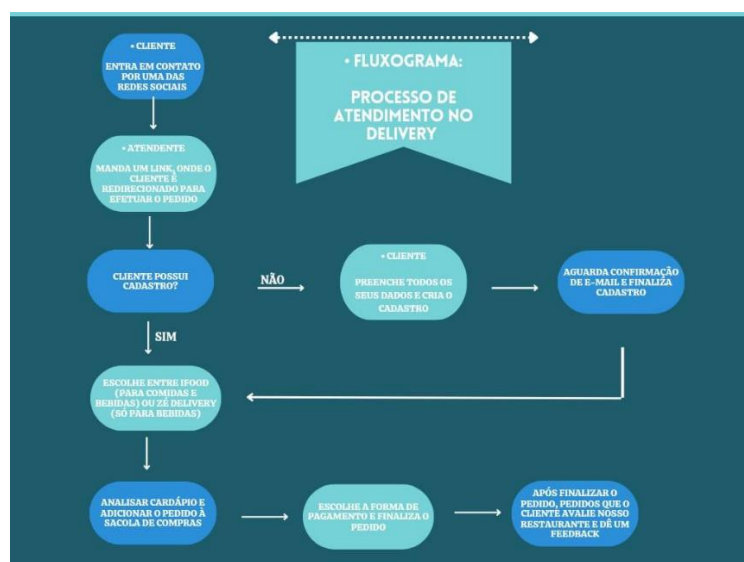 • CLIENTE
ENTRA EM CONTATO
POR UMA DAS
REDES SOCIAIS
• FLUXOGRAMA:
PROCESSO DE
ATENDIMENTO NO
DELIVERY
• ATENDENTE
MANDA UM LINK, ONDE O
CLIENTE É
REDIRECIONADO PARA
EFETUAR O PEDIDO
CLIENTE POSSUI
CADASTRO?
NÃO
• CLIENTE
PREENCHE TODOS OS
SEUS DADOS E CRIA O
CADASTRO
AGUARDA CONFIRMAÇÃO
DE E-MAIL E FINALIZA
CADASTRO
SIM
ESCOLHE ENTRE IFOOD
(PARA COMIDAS E
BEBIDAS) OU ZÉ DELIVERY
(SÓ PARA BEBIDAS)
ANALISAR CARDÁPIO E
ADICIONAR O PEDIDO À
SACOLA DE COMPRAS
ESCOLHE A FORMA DE
PAGAMENTO E FINALIZA O
PEDIDO
APÓS FINALIZAR O
PEDIDO, PEDIDOS QUE O
CLIENTE AVALIE NOSSO
RESTAURANTE E DÊ UM
FEEDBACK